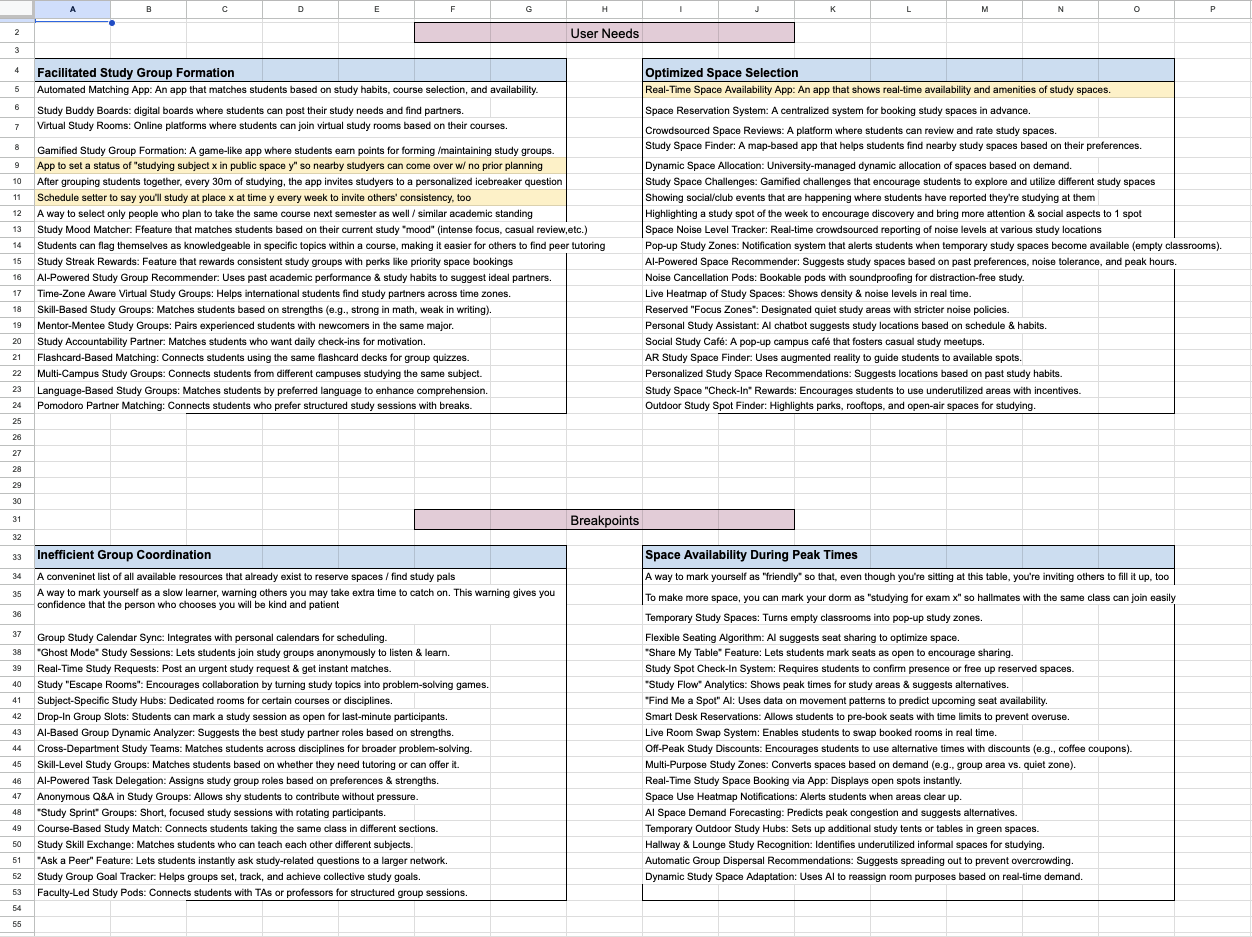 A B C D E F G H I J K L M N O P
2 User Needs
3
4 Facilitated Study Group Formation Optimized Space Selection
5 Automated Matching App: An app that matches students based on study habits, course selection, and availability. Real-Time Space Availability App: An app that shows real-time availability and amenities of study spaces.
6 Study Buddy Boards: digital boards where students can post their study needs and find partners. Space Reservation System: A centralized system for booking study spaces in advance.
7 Virtual Study Rooms: Online platforms where students can join virtual study rooms based on their courses. Crowdsourced Space Reviews: A platform where students can review and rate study spaces.
8 Gamified Study Group Formation: A game-like app where students earn points for forming /maintaining study groups. Study Space Finder: A map-based app that helps students find nearby study spaces based on their preferences.
9 App to set a status of "studying subject x in public space y" so nearby studyers can come over w/ no prior planning Dynamic Space Allocation: University-managed dynamic allocation of spaces based on demand.
10 After grouping students together, every 30m of studying, the app invites studyers to a personalized icebreaker question Study Space Challenges: Gamified challenges that encourage students to explore and utilize different study spaces
11 Schedule setter to say you'll study at place x at time y every week to invite others' consistency, too Showing social/club events that are happening where students have reported they're studying at them
12 A way to select only people who plan to take the same course next semester as well / similar academic standing Highlighting a study spot of the week to encourage discovery and bring more attention & social aspects to 1 spot
13 Study Mood Matcher: Ffeature that matches students based on their current study "mood" (intense focus, casual review,etc.) Space Noise Level Tracker: Real-time crowdsourced reporting of noise levels at various study locations
14 Students can flag themselves as knowledgeable in specific topics within a course, making it easier for others to find peer tutoring Pop-up Study Zones: Notification system that alerts students when temporary study spaces become available (empty classrooms).
15 Study Streak Rewards: Feature that rewards consistent study groups with perks like priority space bookings AI-Powered Space Recommender: Suggests study spaces based on past preferences, noise tolerance, and peak hours.
16 AI-Powered Study Group Recommender: Uses past academic performance & study habits to suggest ideal partners. Noise Cancellation Pods: Bookable pods with soundproofing for distraction-free study.
17 Time-Zone Aware Virtual Study Groups: Helps international students find study partners across time zones. Live Heatmap of Study Spaces: Shows density & noise levels in real time.
18 Skill-Based Study Groups: Matches students based on strengths (e.g., strong in math, weak in writing). Reserved "Focus Zones": Designated quiet study areas with stricter noise policies.
19 Mentor-Mentee Study Groups: Pairs experienced students with newcomers in the same major. Personal Study Assistant: AI chatbot suggests study locations based on schedule & habits.
20 Study Accountability Partner: Matches students who want daily check-ins for motivation. Social Study Café: A pop-up campus café that fosters casual study meetups.
21 Flashcard-Based Matching: Connects students using the same flashcard decks for group quizzes. AR Study Space Finder: Uses augmented reality to guide students to available spots.
22 Multi-Campus Study Groups: Connects students from different campuses studying the same subject. Personalized Study Space Recommendations: Suggests locations based on past study habits.
23 Language-Based Study Groups: Matches students by preferred language to enhance comprehension. Study Space "Check-In" Rewards: Encourages students to use underutilized areas with incentives.
24 Pomodoro Partner Matching: Connects students who prefer structured study sessions with breaks. Outdoor Study Spot Finder: Highlights parks, rooftops, and open-air spaces for studying.
25
26
27
28
29
30
31 Breakpoints
32
33 Inefficient Group Coordination Space Availability During Peak Times
34 A conveninet list of all available resources that already exist to reserve spaces / find study pals A way to mark yourself as "friendly" so that, even though you're sitting at this table, you're inviting others to fill it up, too
35 A way to mark yourself as a slow learner, warning others you may take extra time to catch on. This warning gives you To make more space, you can mark your dorm as "studying for exam x" so hallmates with the same class can join easily
confidence that the person who chooses you will be kind and patient
36 Temporary Study Spaces: Turns empty classrooms into pop-up study zones.
37 Group Study Calendar Sync: Integrates with personal calendars for scheduling. Flexible Seating Algorithm: AI suggests seat sharing to optimize space.
38 "Ghost Mode" Study Sessions: Lets students join study groups anonymously to listen & learn. "Share My Table" Feature: Lets students mark seats as open to encourage sharing.
39 Real-Time Study Requests: Post an urgent study request & get instant matches. Study Spot Check-In System: Requires students to confirm presence or free up reserved spaces.
40 Study "Escape Rooms": Encourages collaboration by turning study topics into problem-solving games. "Study Flow" Analytics: Shows peak times for study areas & suggests alternatives.
41 Subject-Specific Study Hubs: Dedicated rooms for certain courses or disciplines. "Find Me a Spot" AI: Uses data on movement patterns to predict upcoming seat availability.
42 Drop-In Group Slots: Students can mark a study session as open for last-minute participants. Smart Desk Reservations: Allows students to pre-book seats with time limits to prevent overuse.
43 AI-Based Group Dynamic Analyzer: Suggests the best study partner roles based on strengths. Live Room Swap System: Enables students to swap booked rooms in real time.
44 Cross-Department Study Teams: Matches students across disciplines for broader problem-solving. Off-Peak Study Discounts: Encourages students to use alternative times with discounts (e.g., coffee coupons).
45 Skill-Level Study Groups: Matches students based on whether they need tutoring or can offer it. Multi-Purpose Study Zones: Converts spaces based on demand (e.g., group area vs. quiet zone).
46 AI-Powered Task Delegation: Assigns study group roles based on preferences & strengths. Real-Time Study Space Booking via App: Displays open spots instantly.
47 Anonymous Q&A in Study Groups: Allows shy students to contribute without pressure. Space Use Heatmap Notifications: Alerts students when areas clear up.
48 "Study Sprint" Groups: Short, focused study sessions with rotating participants. AI Space Demand Forecasting: Predicts peak congestion and suggests alternatives.
49 Course-Based Study Match: Connects students taking the same class in different sections. Temporary Outdoor Study Hubs: Sets up additional study tents or tables in green spaces.
50 Study Skill Exchange: Matches students who can teach each other different subjects. Hallway & Lounge Study Recognition: Identifies underutilized informal spaces for studying.
51 "Ask a Peer" Feature: Lets students instantly ask study-related questions to a larger network. Automatic Group Dispersal Recommendations: Suggests spreading out to prevent overcrowding.
52 Study Group Goal Tracker: Helps groups set, track, and achieve collective study goals. Dynamic Study Space Adaptation: Uses AI to reassign room purposes based on real-time demand.
53 Faculty-Led Study Pods: Connects students with TAs or professors for structured group sessions.
54
55